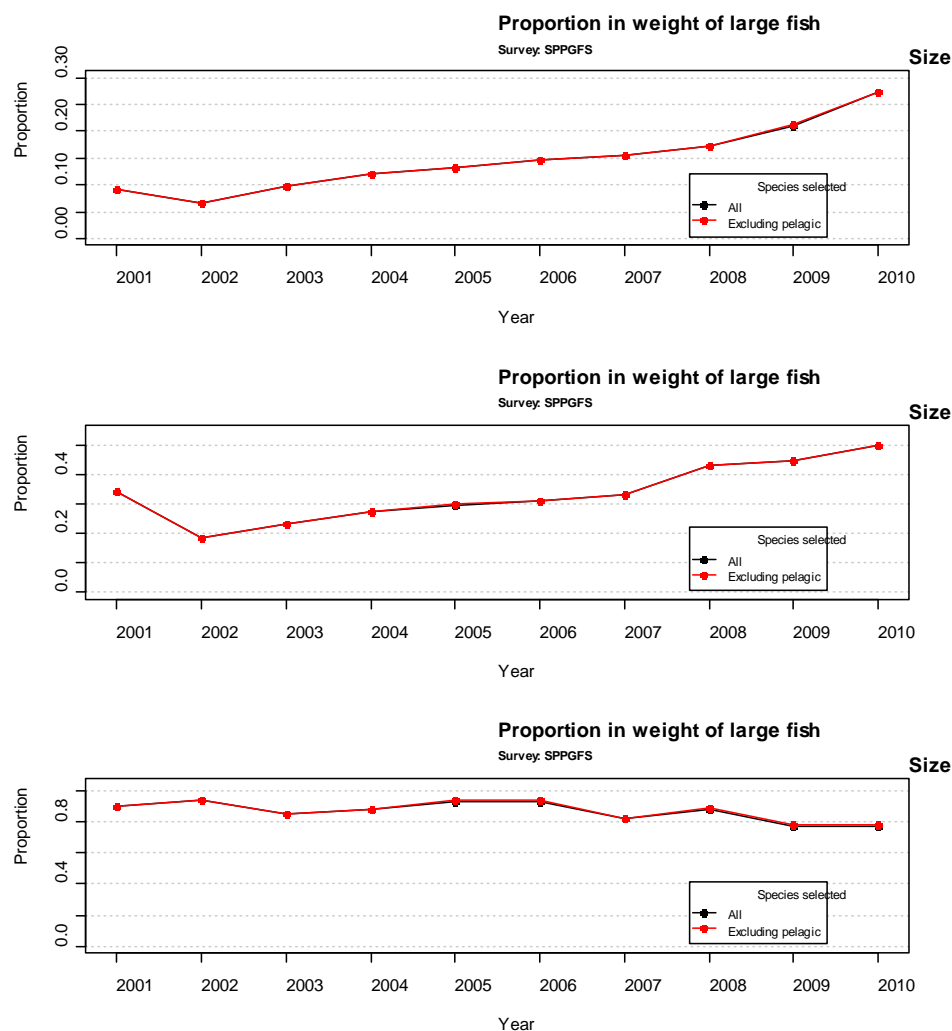 Proportion in weight of large fish
Survey: SPPGFS
Size
Proportion
0.30
0.20
0.10
0.00
Species selected
All
Excluding pelagic
2001 2002 2003 2004 2005 2006 2007 2008 2009 2010
Year
Proportion in weight of large fish
Survey: SPPGFS
Size
Proportion
0.4
0.2
0.0
Species selected
All
Excluding pelagic
2001 2002 2003 2004 2005 2006 2007 2008 2009 2010
Year
Proportion in weight of large fish
Survey: SPPGFS
Size
Proportion
0.8
0.4
0.0
Species selected
All
Excluding pelagic
2001 2002 2003 2004 2005 2006 2007 2008 2009 2010
Year